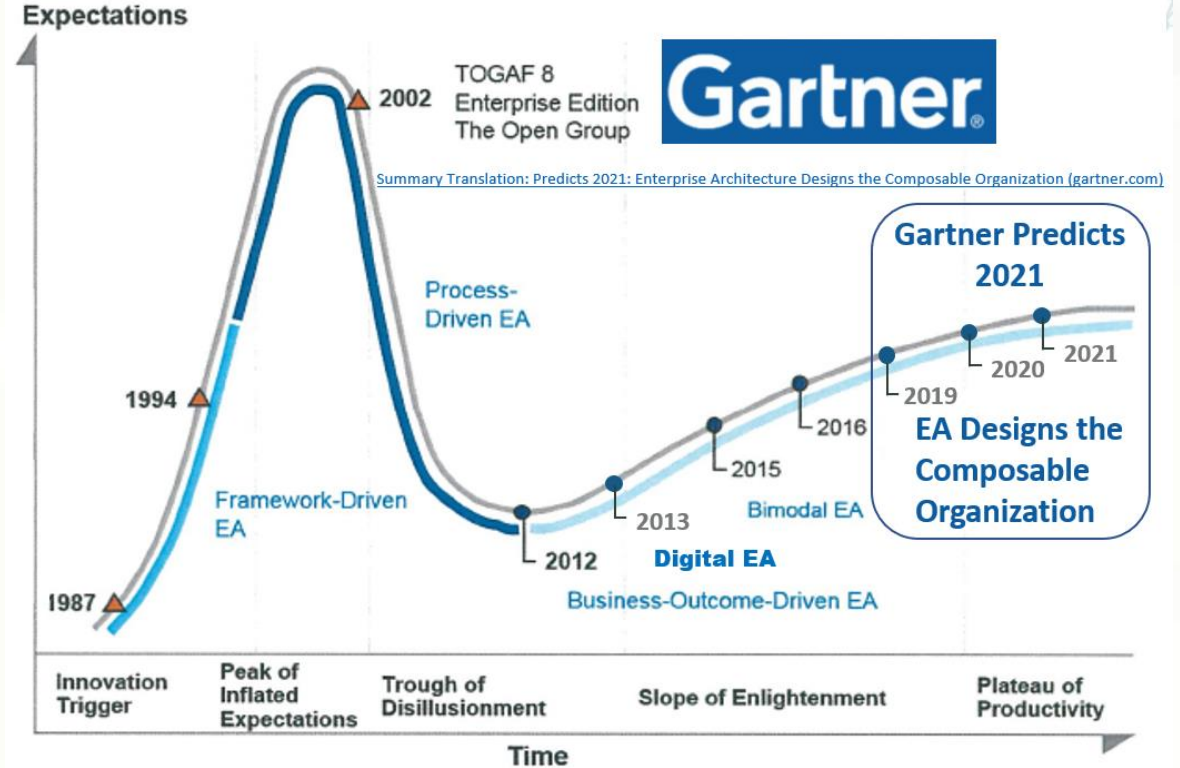 Expectations
TOGAF 8
Enterprise Edition
The Open Group
2002
Gartner®
Summary Translation: Predicts 2021: Enterprise Architecture Designs the Composable Organization (gartner.com)
Gartner Predicts
2021
Process-
Driven EA
1994
Framework-Driven
EA
1987
2012
2013
2015
2016
2019
2020
2021
Digital EA
Bimodal EA
Business-Outcome-Driven EA
EA Designs the
Composable
Organization
Innovation
Trigger
Peak of
Inflated
Expectations
Trough of
Disillusionment
Slope of Enlightenment
Plateau of
Productivity
Time